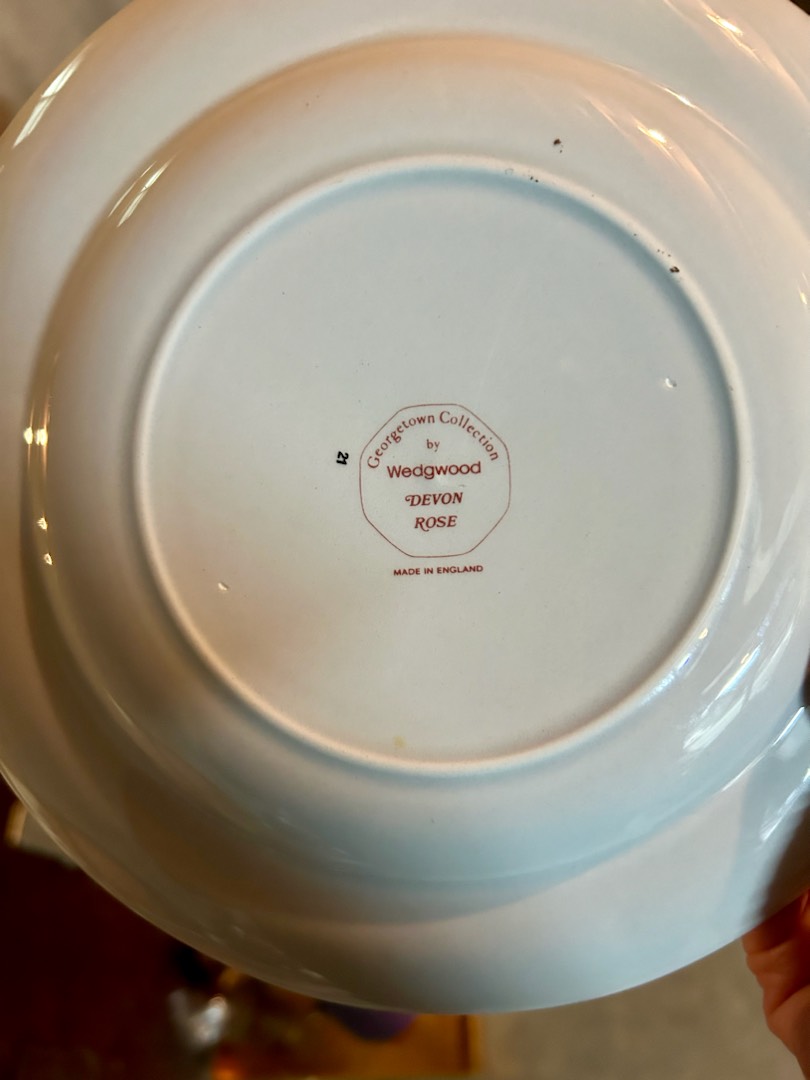 Georgetown Collection
by
Wedgwood
DEVON
ROSE
MADE IN ENGLAND
21